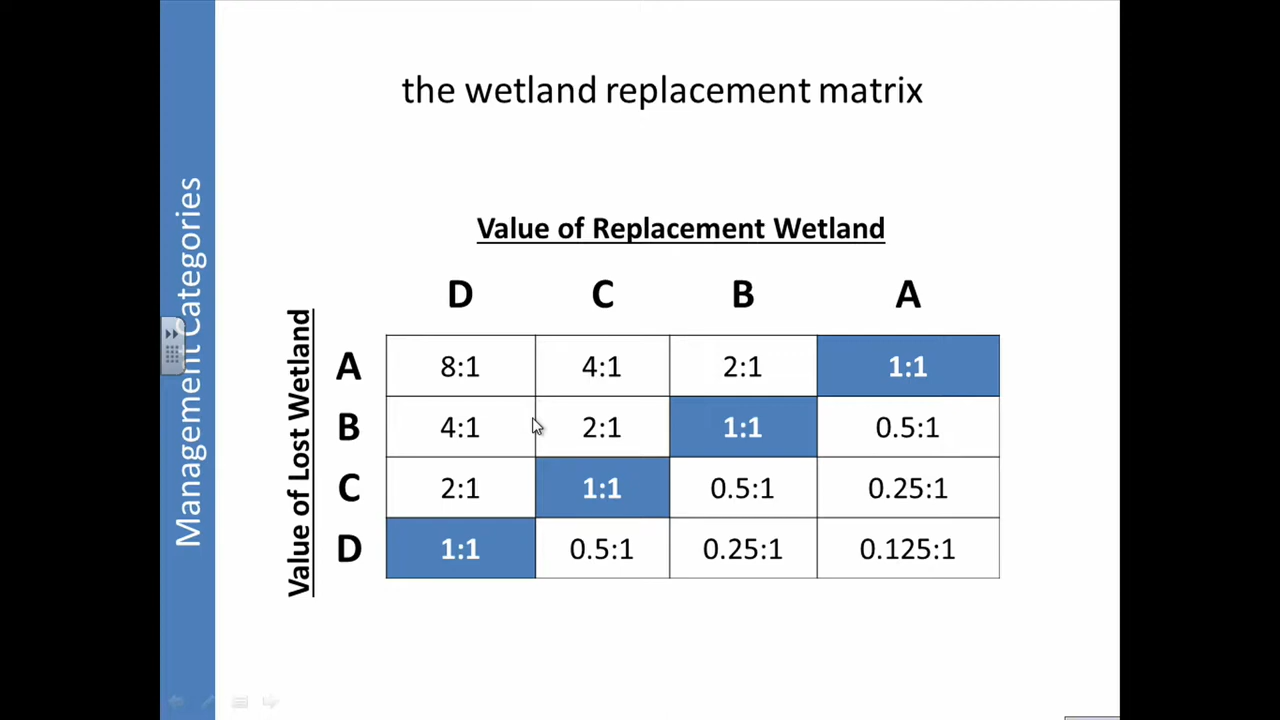 the wetland replacement matrix
Management Categories
Value of Replacement Wetland
D C B A
Value of Lost Wetland
A 8:1 4:1 2:1 1:1
B 4:1 2:1 1:1 0.5:1
C 2:1 1:1 0.5:1 0.25:1
D 1:1 0.5:1 0.25:1 0.125:1